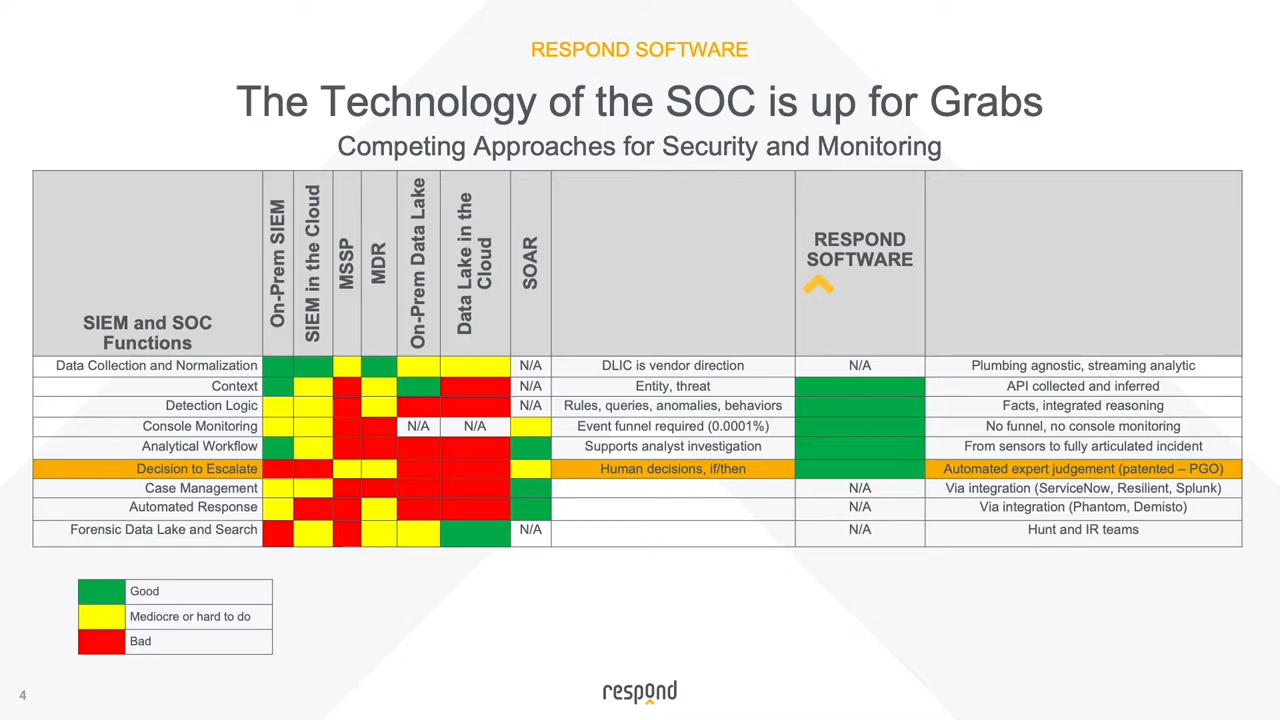 RESPOND SOFTWARE
The Technology of the SOC is up for Grabs
Competing Approaches for Security and Monitoring
SIEM and SOC
Functions
On-Prem SIEM
SIEM in the Cloud
MSSP
MDR
On-Prem Data Lake
Data Lake in the
Cloud
SOAR
RESPOND
SOFTWARE
Data Collection and Normalization N/A DLIC is vendor direction N/A Plumbing agnostic, streaming analytic
Context N/A Entity, threat API collected and inferred
Detection Logic N/A Rules, queries, anomalies, behaviors Facts, integrated reasoning
Console Monitoring N/A N/A Event funnel required (0.0001%) No funnel, no console monitoring
Analytical Workflow Supports analyst investigation From sensors to fully articulated incident
Decision to Escalate Human decisions, if/then Automated expert judgement (patented – PGO)
Case Management N/A Via integration (ServiceNow, Resilient, Splunk)
Automated Response N/A Via integration (Phantom, Demisto)
Forensic Data Lake and Search N/A N/A Hunt and IR teams
Good
Mediocre or hard to do
Bad
4
respond